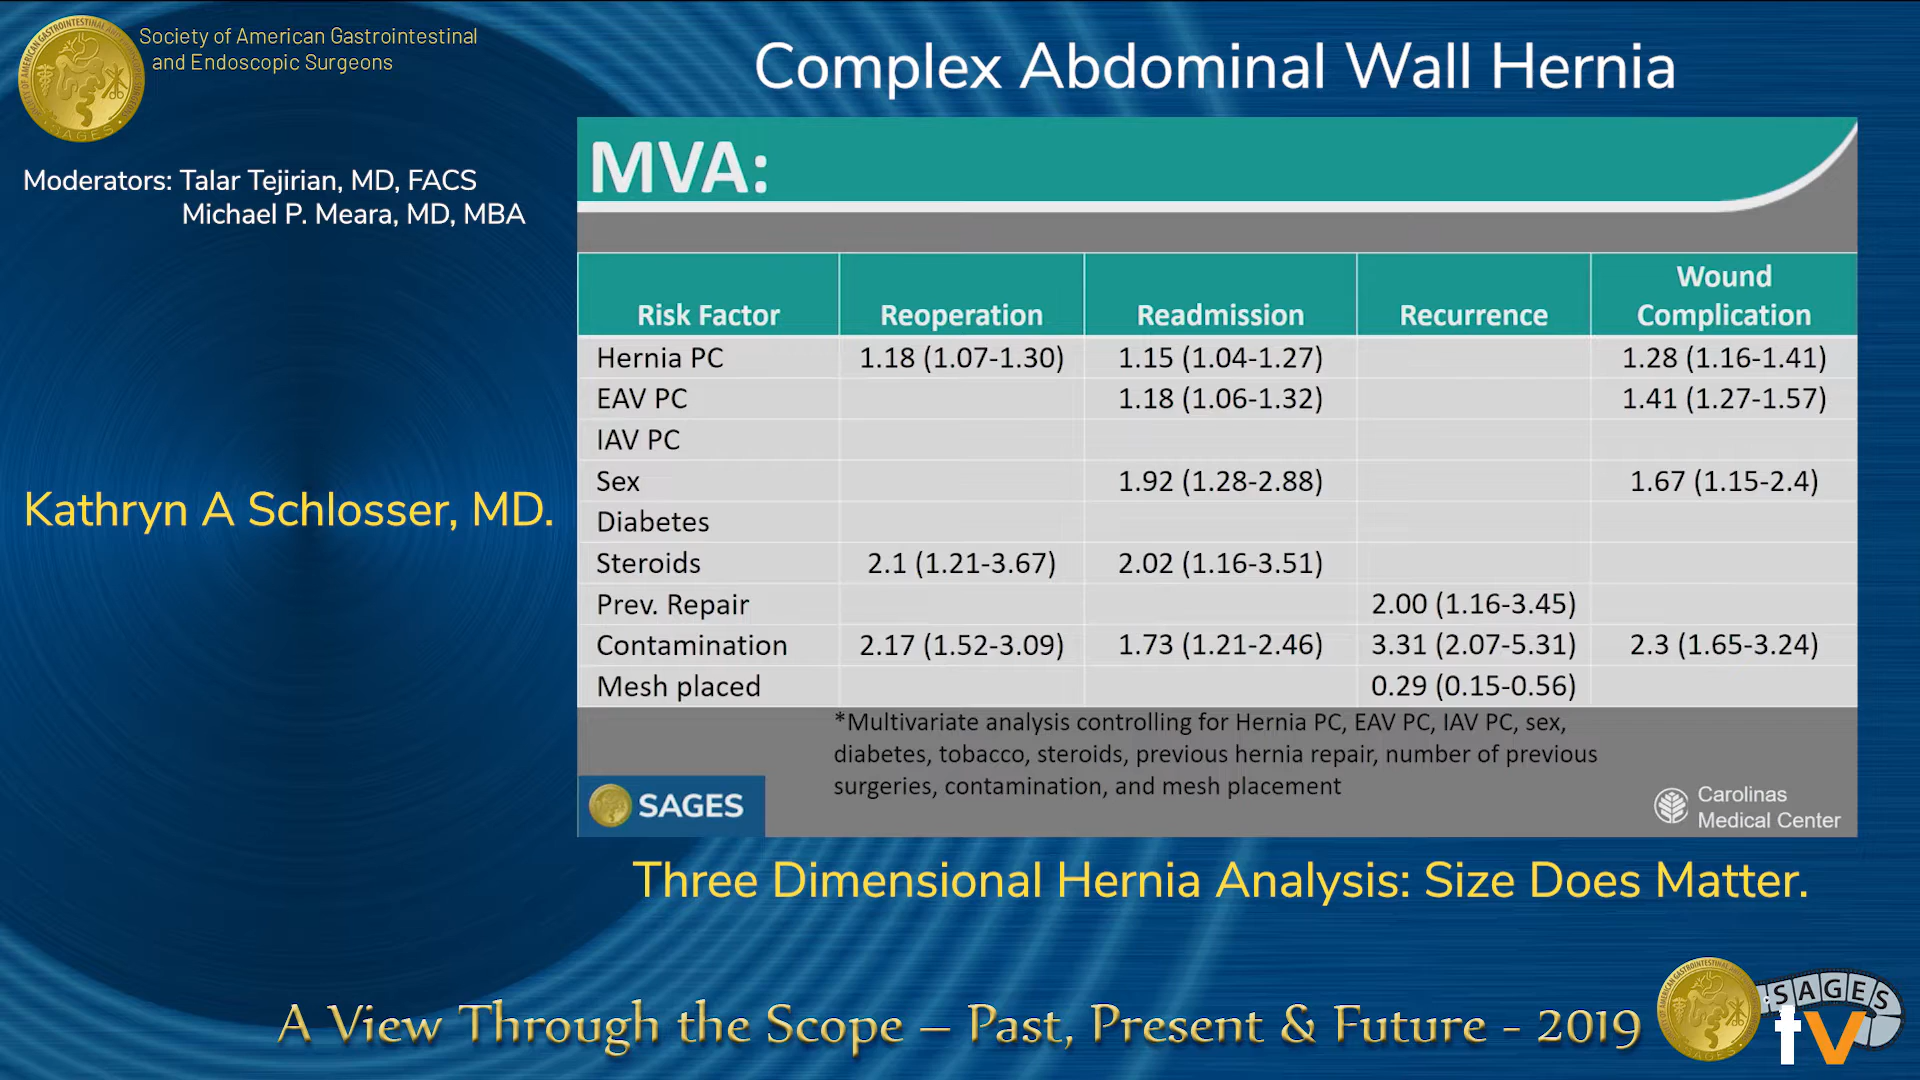 Society of American Gastrointestinal
and Endoscopic Surgeons
SAGES
Complex Abdominal Wall Hernia
Moderators: Talar Tejirian, MD, FACS
Michael P. Meara, MD, MBA
Kathryn A Schlosser, MD.
MVA:
Risk Factor Reoperation Readmission Recurrence Wound Complication
Hernia PC 1.18 (1.07-1.30) 1.15 (1.04-1.27) 1.28 (1.16-1.41)
EAV PC 1.18 (1.06-1.32) 1.41 (1.27-1.57)
IAV PC
Sex 1.92 (1.28-2.88) 1.67 (1.15-2.4)
Diabetes
Steroids 2.1 (1.21-3.67) 2.02 (1.16-3.51)
Prev. Repair 2.00 (1.16-3.45)
Contamination 2.17 (1.52-3.09) 1.73 (1.21-2.46) 3.31 (2.07-5.31) 2.3 (1.65-3.24)
Mesh placed 0.29 (0.15-0.56)
*Multivariate analysis controlling for Hernia PC, EAV PC, IAV PC, sex,
diabetes, tobacco, steroids, previous hernia repair, number of previous
surgeries, contamination, and mesh placement
SAGES
Carolinas
Medical Center
Three Dimensional Hernia Analysis: Size Does Matter.
A View Through the Scope – Past, Present & Future - 2019
SAGES
tv